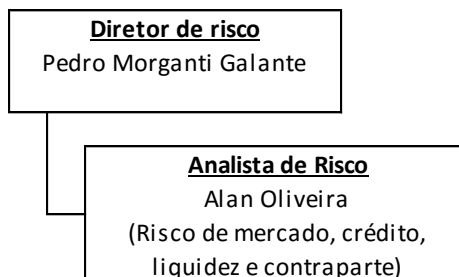 Diretor de risco
Pedro Morganti Galante
Analista de Risco
Alan Oliveira
(Risco de mercado, crédito,
liquidez e contraparte)